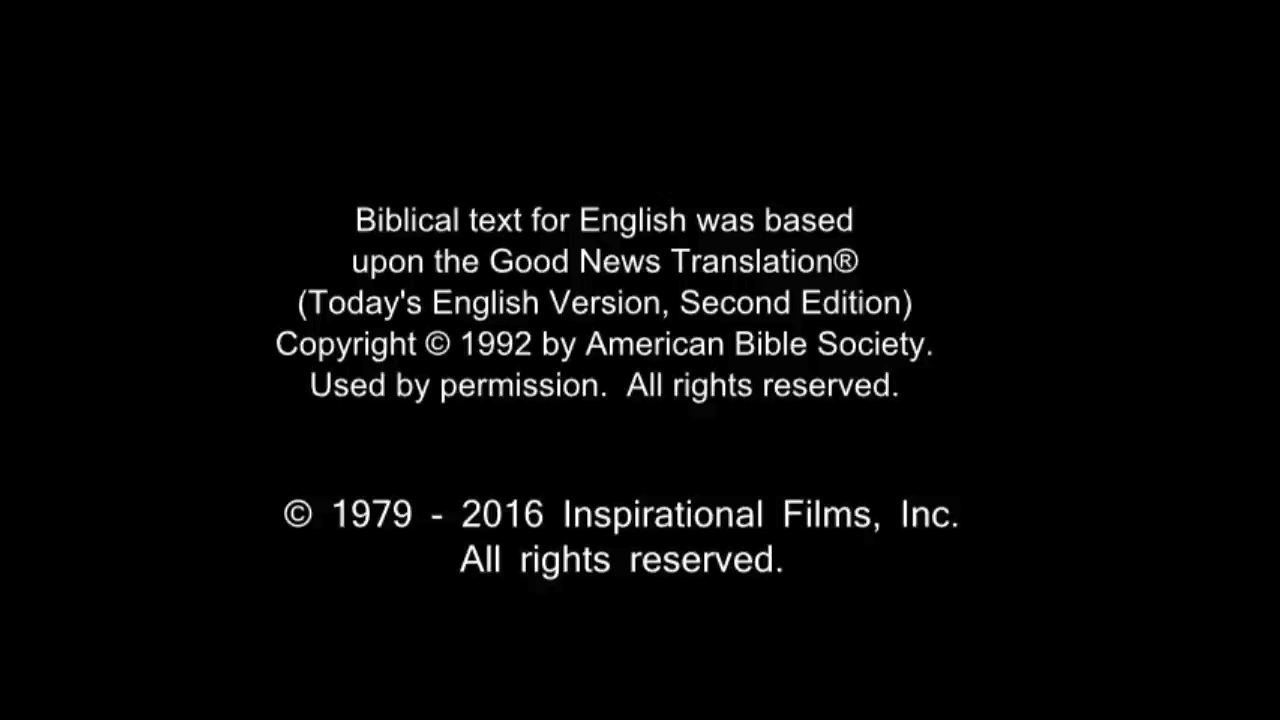 Biblical text for English was based
upon the Good News Translation®
(Today's English Version, Second Edition)
Copyright © 1992 by American Bible Society.
Used by permission.  All rights reserved.
© 1979 - 2016 Inspirational Films, Inc.
All rights reserved.